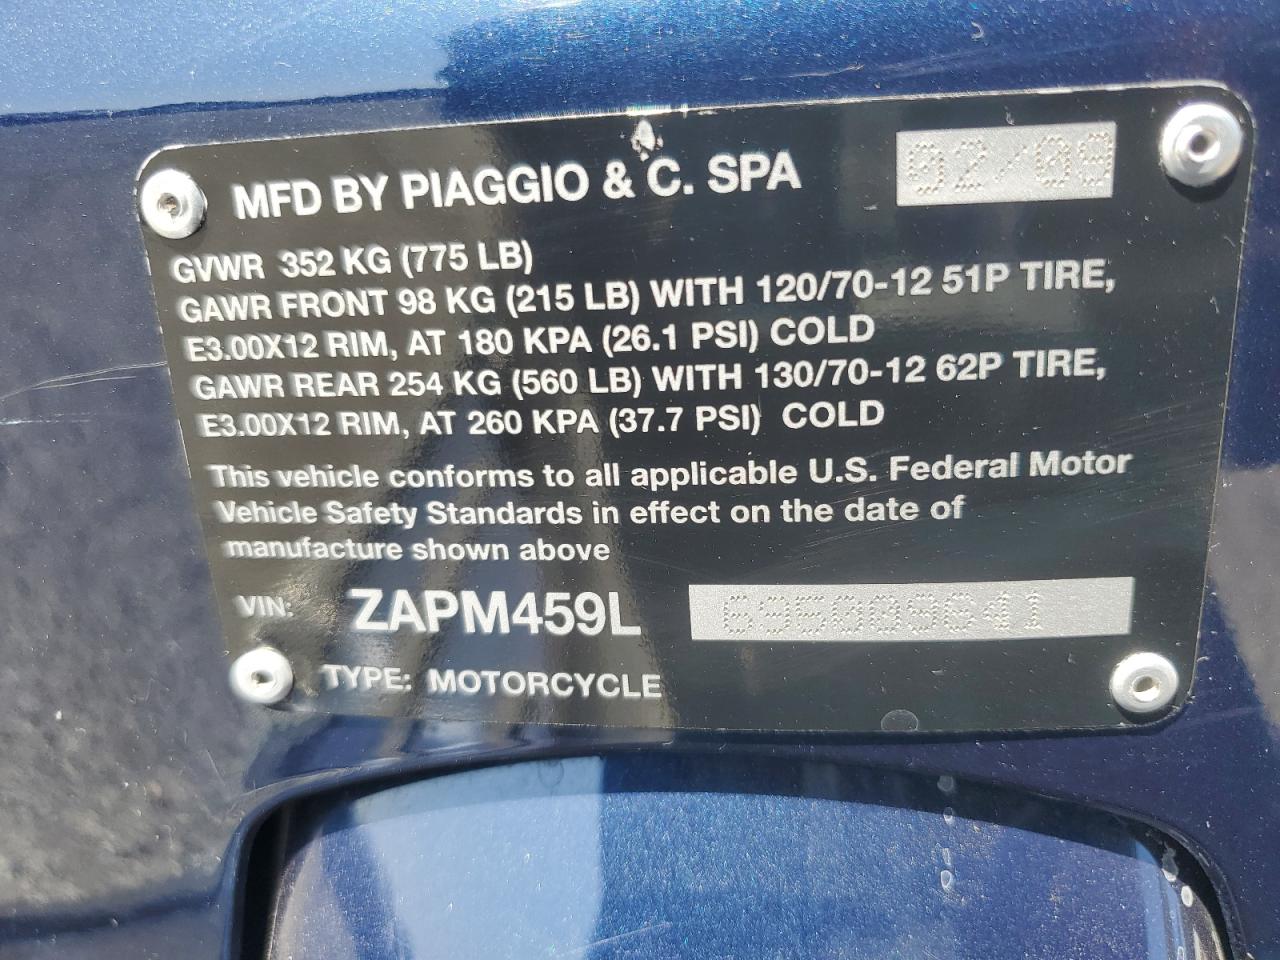 MFD BY PIAGGIO & C. SPA 02/09
GVWR 352 KG (775 LB)
GAWR FRONT 98 KG (215 LB) WITH 120/70-12 51P TIRE,
E3.00X12 RIM, AT 180 KPA (26.1 PSI) COLD
GAWR REAR 254 KG (560 LB) WITH 130/70-12 62P TIRE,
E3.00X12 RIM, AT 260 KPA (37.7 PSI) COLD
This vehicle conforms to all applicable U.S. Federal Motor
Vehicle Safety Standards in effect on the date of
manufacture shown above
VIN: ZAPM459L 695009641
TYPE: MOTORCYCLE